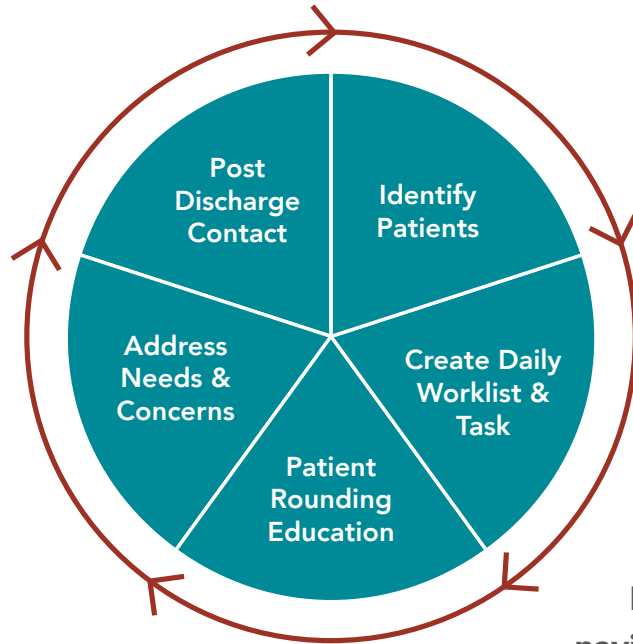 Post
Discharge
Contact
Identify
Patients
Create Daily
Worklist &
Task
Patient
Rounding
Education
Address
Needs &
Concerns